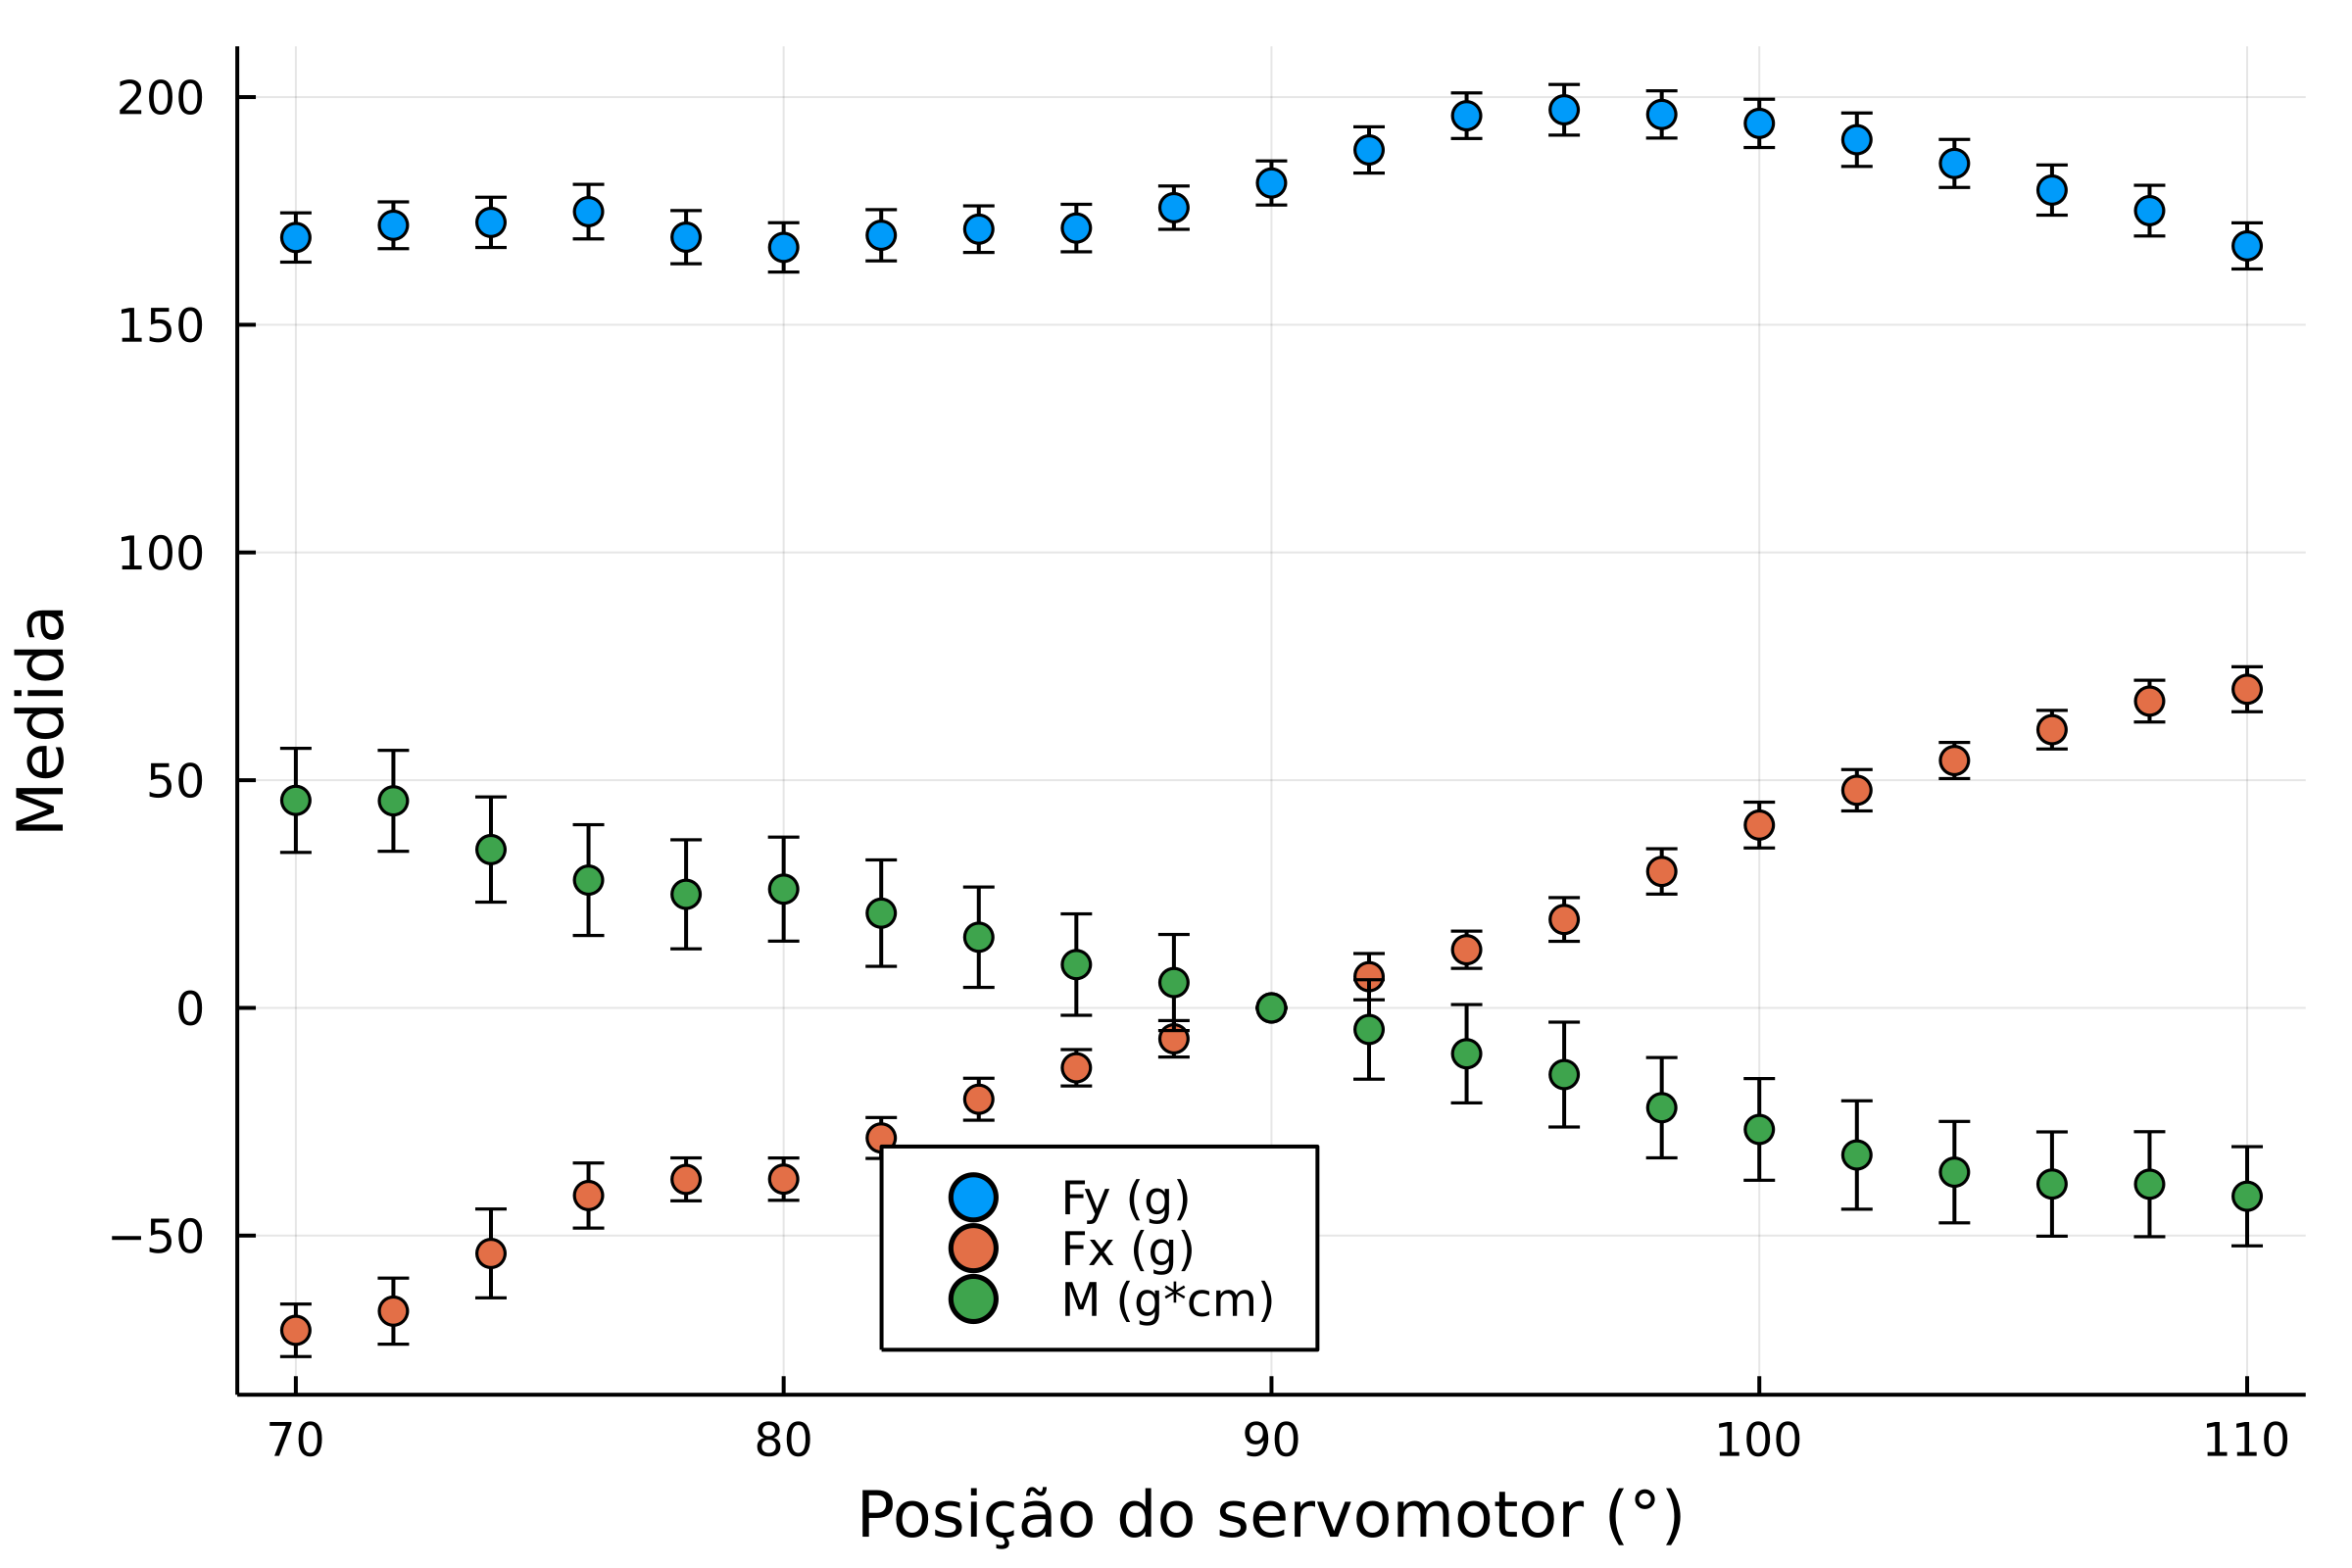 200
150
100
50
0
−50
Medida
Fy (g)
Fx (g)
M (g*cm)
70 80 90 100 110
Posição do servomotor (°)